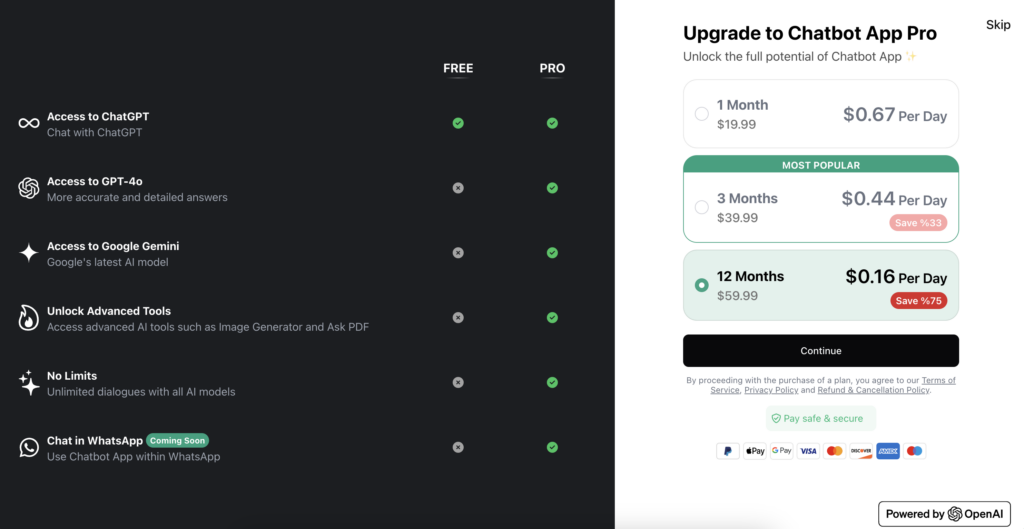 FREE
PRO
Access to ChatGPT
Chat with ChatGPT
Access to GPT-4o
More accurate and detailed answers
Access to Google Gemini
Google's latest AI model
Unlock Advanced Tools
Access advanced AI tools such as Image Generator and Ask PDF
No Limits
Unlimited dialogues with all AI models
Chat in WhatsApp Coming Soon
Use Chatbot App within WhatsApp
Skip
Upgrade to Chatbot App Pro
Unlock the full potential of Chatbot App ✨
1 Month
$19.99
$0.67 Per Day
MOST POPULAR
3 Months
$39.99
$0.44 Per Day
Save %33
12 Months
$59.99
$0.16 Per Day
Save %75
Continue
By proceeding with the purchase of a plan, you agree to our Terms of
Service, Privacy Policy and Refund & Cancellation Policy.
Pay safe & secure
Pay G Pay VISA DISCOVER
Powered by OpenAI